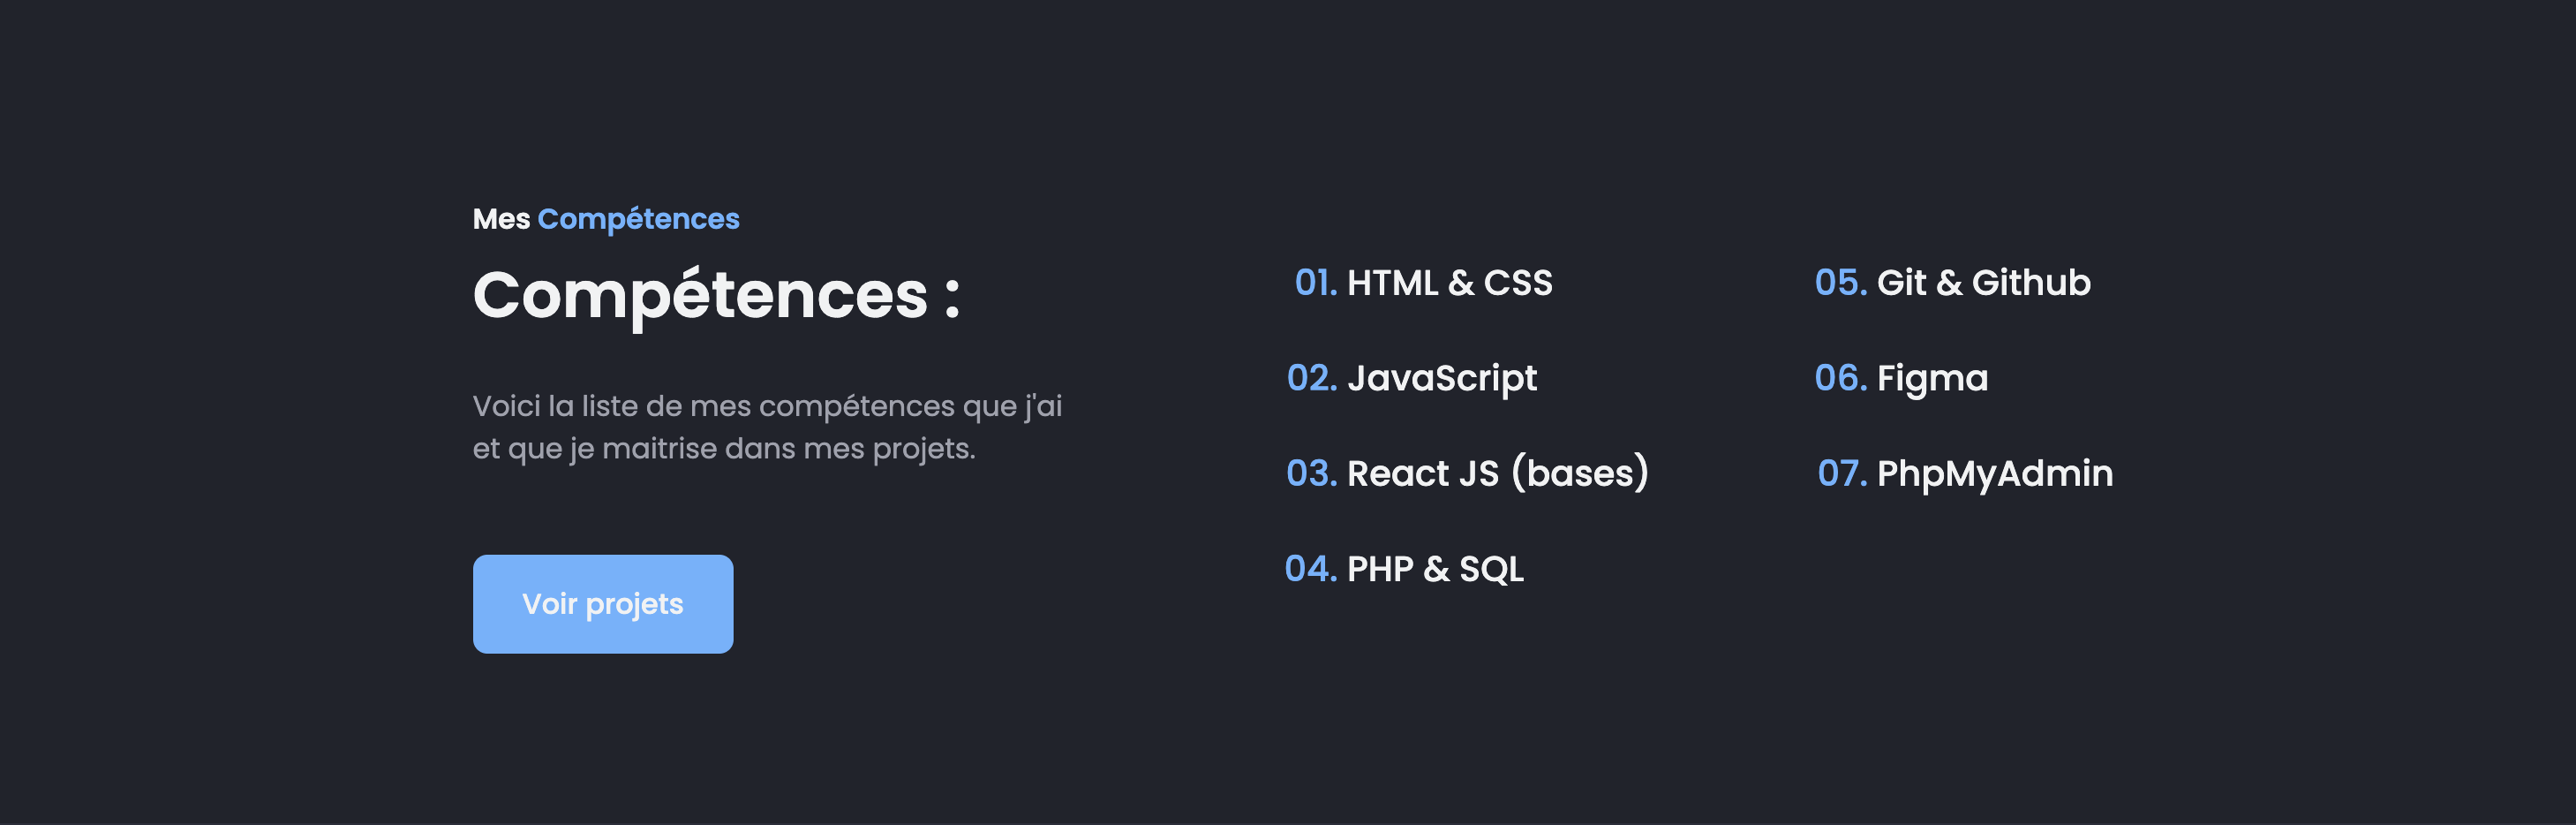 Mes Compétences
Compétences :
Voici la liste de mes compétences que j'ai
et que je maitrise dans mes projets.
Voir projets
01. HTML & CSS
02. JavaScript
03. React JS (bases)
04. PHP & SQL
05. Git & Github
06. Figma
07. PhpMyAdmin